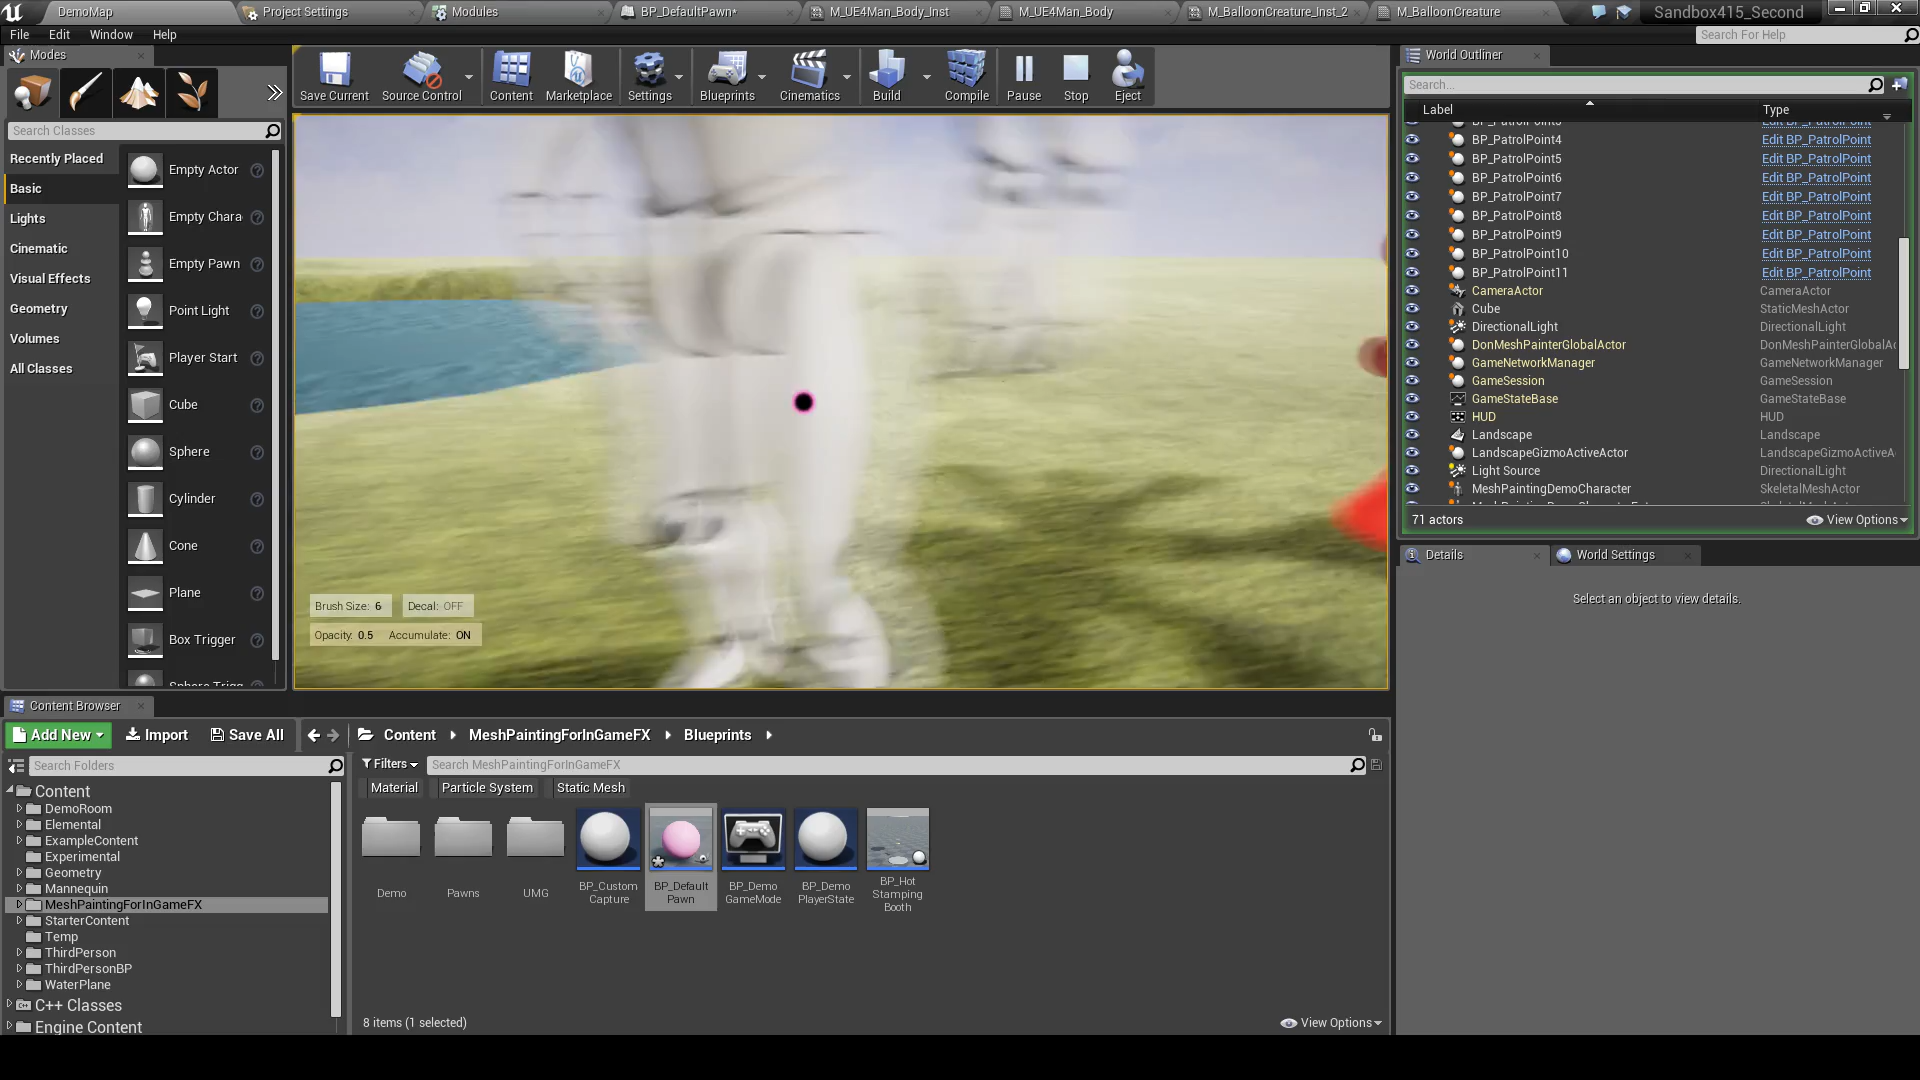 DemoMap
Project Settings
Modules
BP_DefaultPawn*
M_UE4Man_Body_Inst
M_UE4Man_Body
M_BalloonCreature_Inst_2
M_BalloonCreature
Sandbox415_Second
File Edit Window Help
Search For Help
Modes
Save Current
Source Control
Content
Marketplace
Settings
Blueprints
Cinematics
Build
Compile
Pause
Stop
Eject
Search Classes
Recently Placed
Basic
Lights
Cinematic
Visual Effects
Geometry
Volumes
All Classes
Empty Actor
Empty Chara
Empty Pawn
Point Light
Player Start
Cube
Sphere
Cylinder
Cone
Plane
Box Trigger
Sphere Trigg
Brush Size: 6 Decal: OFF
Opacity: 0.5 Accumulate: ON
World Outliner
Search...
Label Type
BP_PatrolPoint4 Edit BP_PatrolPoint
BP_PatrolPoint5 Edit BP_PatrolPoint
BP_PatrolPoint6 Edit BP_PatrolPoint
BP_PatrolPoint7 Edit BP_PatrolPoint
BP_PatrolPoint8 Edit BP_PatrolPoint
BP_PatrolPoint9 Edit BP_PatrolPoint
BP_PatrolPoint10 Edit BP_PatrolPoint
BP_PatrolPoint11 Edit BP_PatrolPoint
CameraActor CameraActor
Cube StaticMeshActor
DirectionalLight DirectionalLight
DonMeshPainterGlobalActor DonMeshPainterGlobalAc
GameNetworkManager GameNetworkManager
GameSession GameSession
GameStateBase GameStateBase
HUD HUD
Landscape Landscape
LandscapeGizmoActiveActor LandscapeGizmoActiveA
Light Source DirectionalLight
MeshPaintingDemoCharacter SkeletalMeshActor
71 actors View Options
Details
World Settings
Select an object to view details.
Content Browser
Add New Import Save All
Content MeshPaintingForInGameFX Blueprints
Search Folders
Filters Search MeshPaintingForInGameFX
Material Particle System Static Mesh
Content
DemoRoom
Elemental
ExampleContent
Experimental
Geometry
Mannequin
MeshPaintingForInGameFX
StarterContent
Temp
ThirdPerson
ThirdPersonBP
WaterPlane
C++ Classes
Engine Content
Demo
Pawns
UMG
BP_Custom
Capture
BP_Default
Pawn
BP_Demo
GameMode
BP_Demo
PlayerState
BP_Hot
Stamping
Booth
8 items (1 selected)
View Options